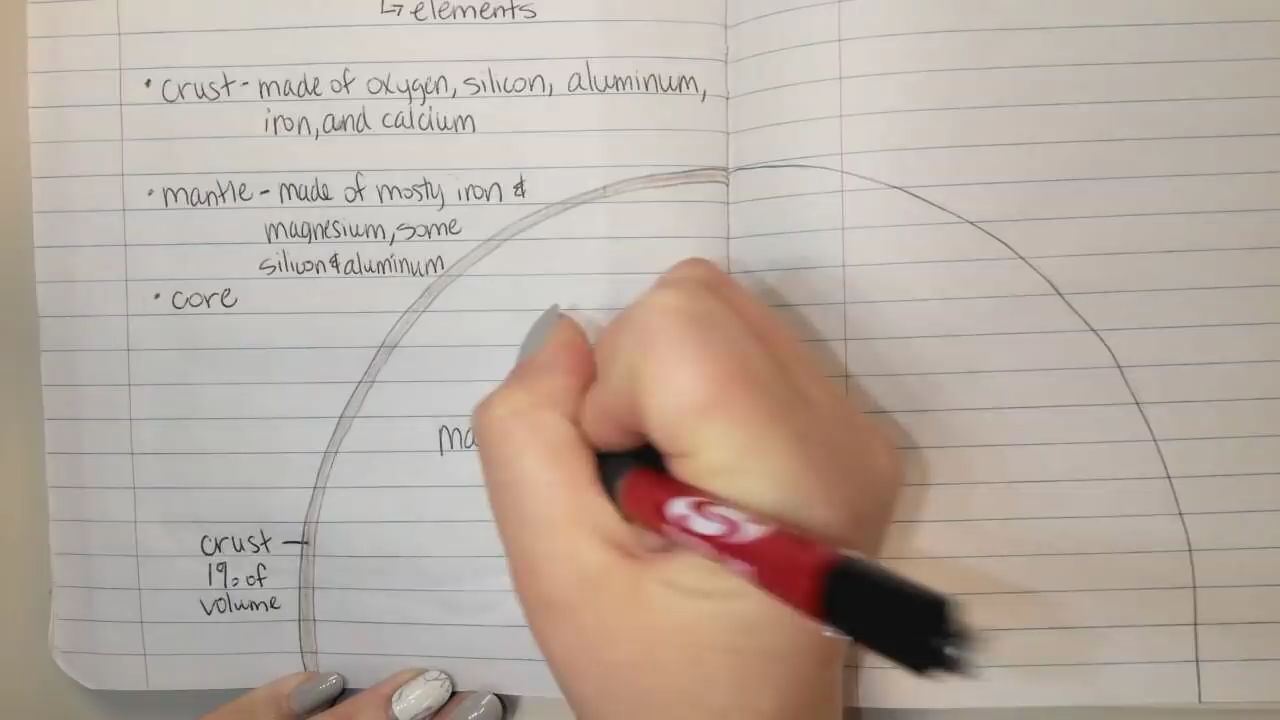 ↳ elements
• crust - made of oxygen, silicon, aluminum,
iron, and calcium
• mantle - made of mosty iron &
magnesium, some
silicon & aluminum
• core
ma
crust -
1% of
volume